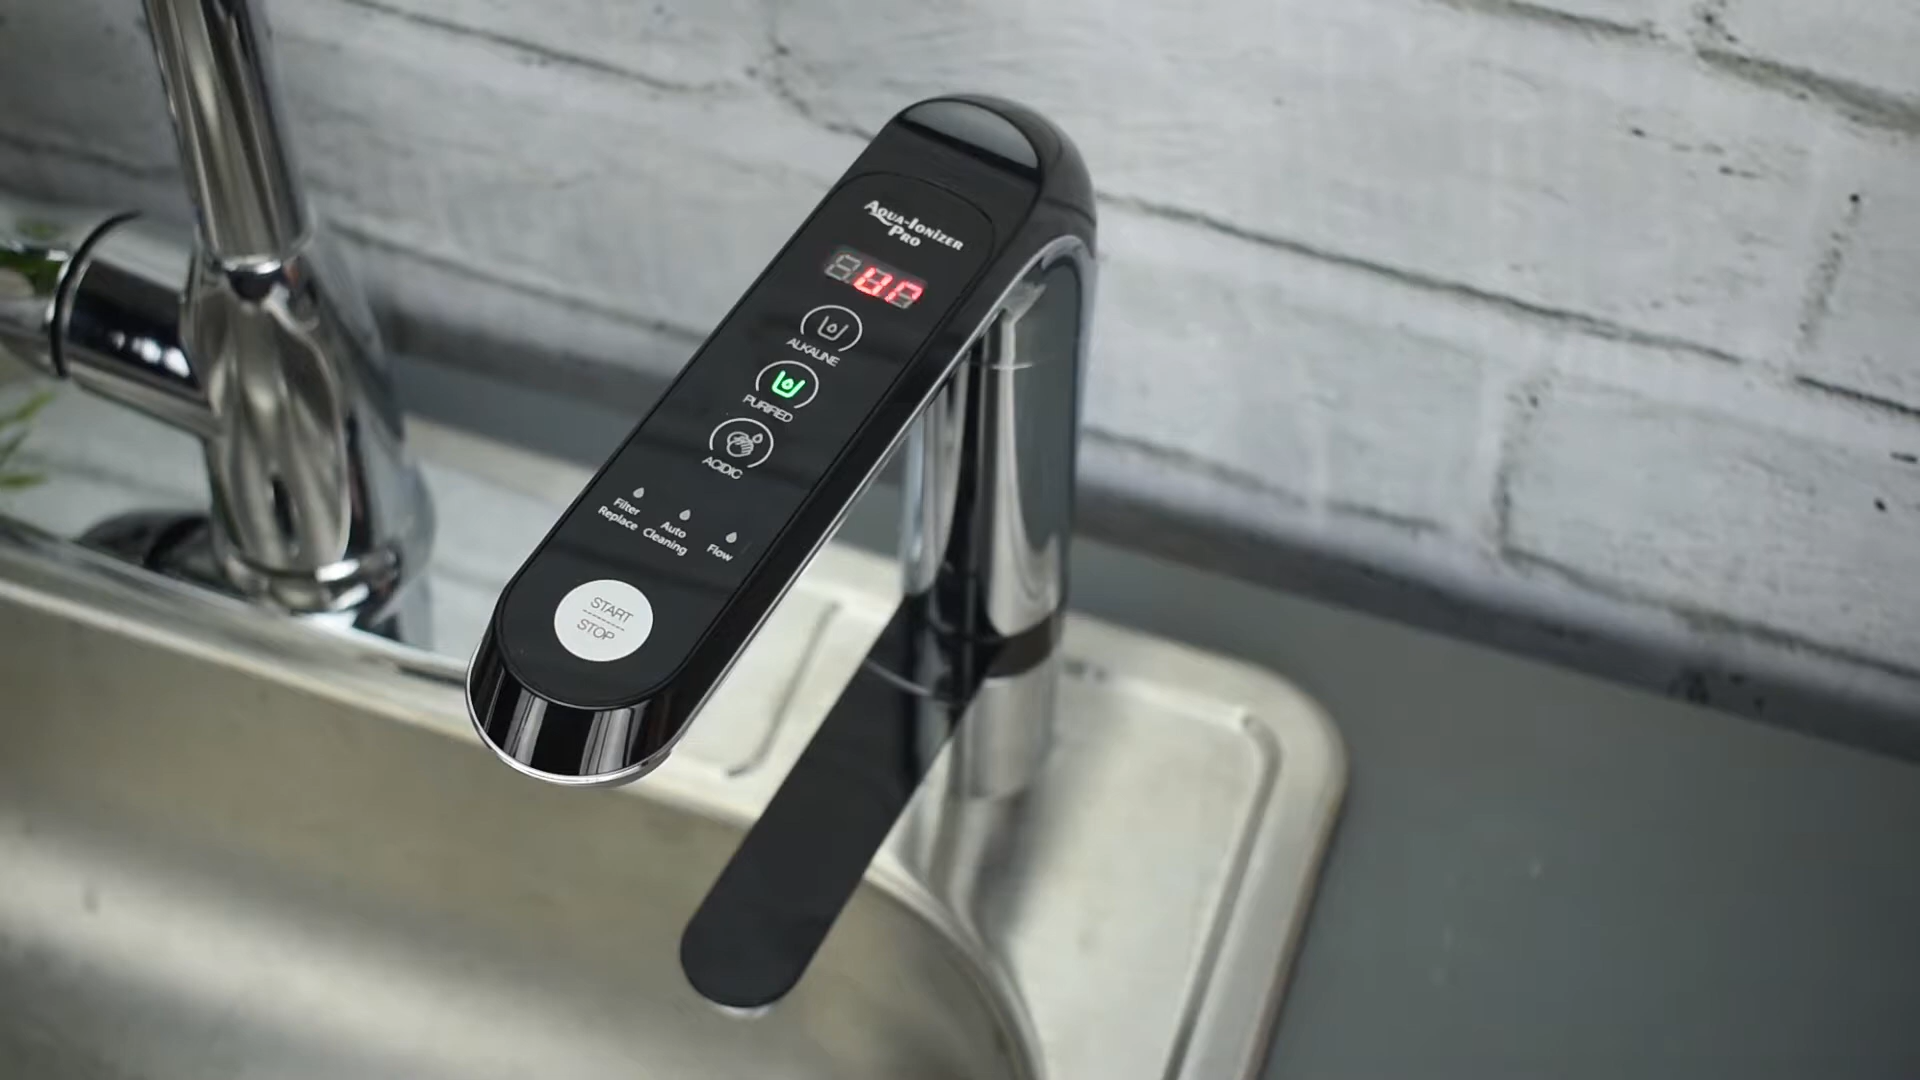 AQUA-IONIZER
PRO
ALKALINE
PURIFIED
ACIDIC
Filter
Replace
Auto
Cleaning
Flow
START
STOP